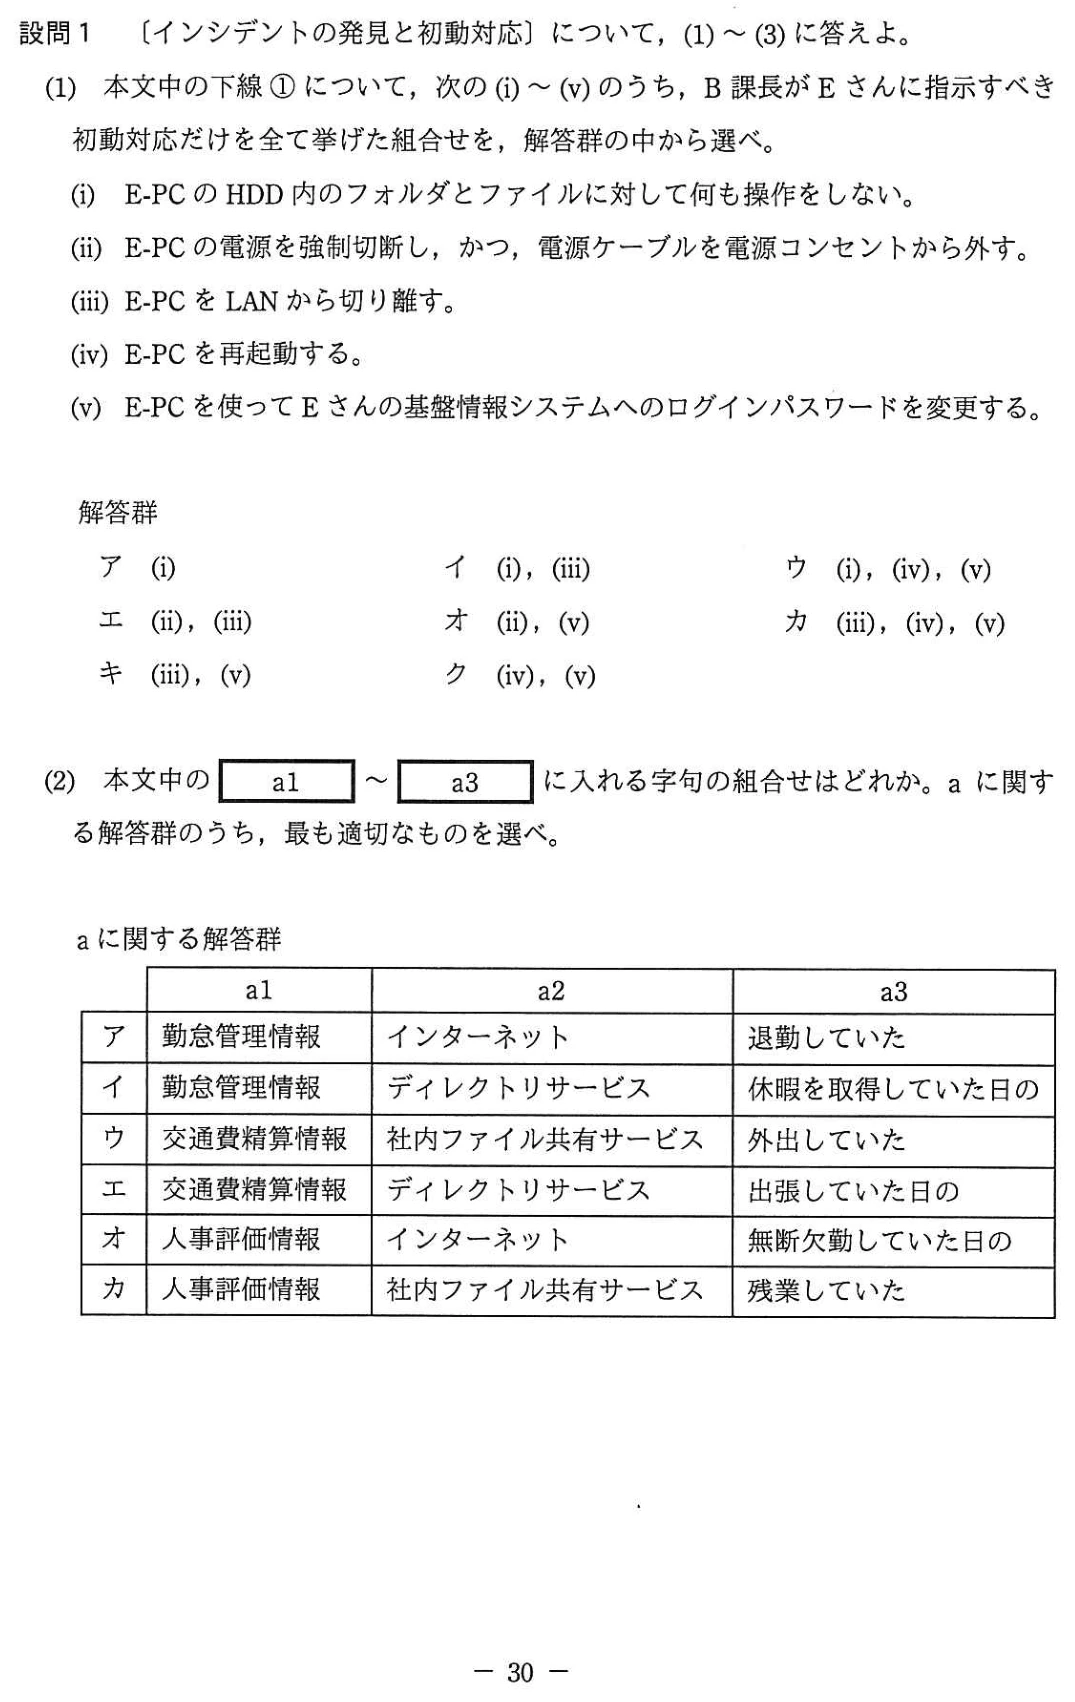 設問1 〔インシデントの発見と初動対応〕について，(1)～(3)に答えよ。
(1) 本文中の下線①について，次の(i)～(v)のうち，B課長がEさんに指示すべき
初動対応だけを全て挙げた組合せを，解答群の中から選べ。
(i) E-PCのHDD内のフォルダとファイルに対して何も操作をしない。
(ii) E-PCの電源を強制切断し，かつ，電源ケーブルを電源コンセントから外す。
(iii) E-PCをLANから切り離す。
(iv) E-PCを再起動する。
(v) E-PCを使ってEさんの基盤情報システムへのログインパスワードを変更する。
解答群
ア (i) イ (i)，(iii) ウ (i)，(iv)，(v)
エ (ii)，(iii) オ (ii)，(v) カ (iii)，(iv)，(v)
キ (iii)，(v) ク (iv)，(v)
(2) 本文中の a1 ～ a3 に入れる字句の組合せはどれか。a に関す
る解答群のうち，最も適切なものを選べ。
aに関する解答群
a1 a2 a3
ア 勤怠管理情報 インターネット 退勤していた
イ 勤怠管理情報 ディレクトリサービス 休暇を取得していた日の
ウ 交通費精算情報 社内ファイル共有サービス 外出していた
エ 交通費精算情報 ディレクトリサービス 出張していた日の
オ 人事評価情報 インターネット 無断欠勤していた日の
カ 人事評価情報 社内ファイル共有サービス 残業していた
－ 30 －